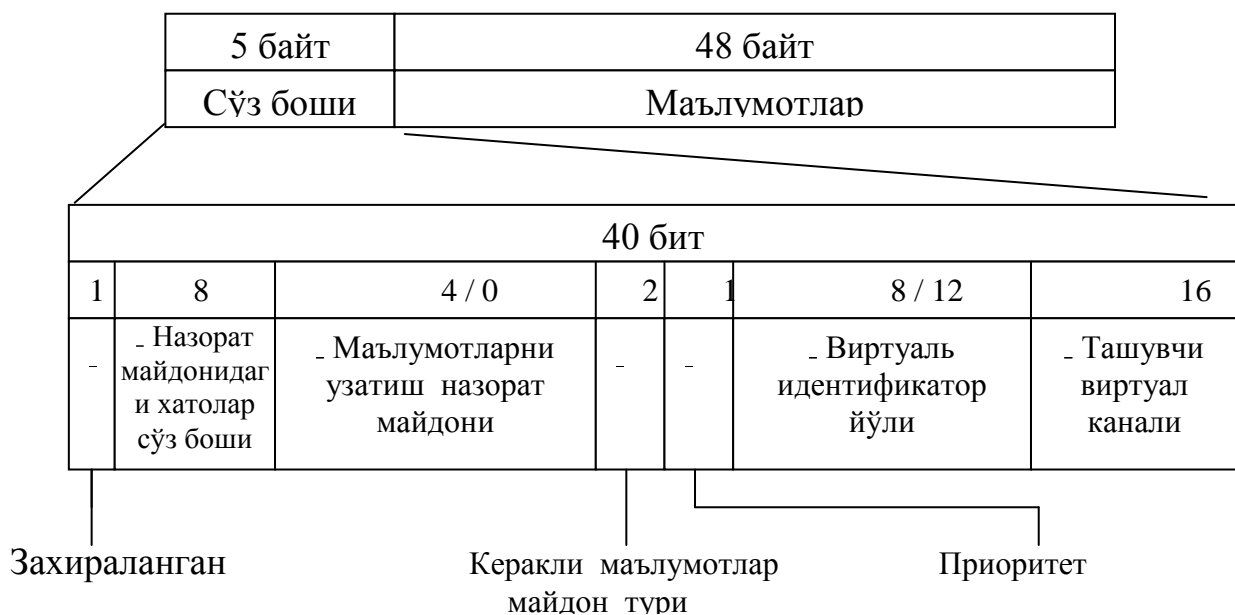 5 байт 48 байт
Сўз боши Маълумотлар
40 бит
1 8 4 / 0 2 1 8 / 12 16
- Назорат
майдонидаг
и хатолар
сўз боши
- Маълумотларни
узатиш назорат
майдони
- Виртуаль
идентификатор
йўли
- Ташувчи
виртуал
канали
Захираланган
Керакли маълумотлар
майдон тури
Приоритет